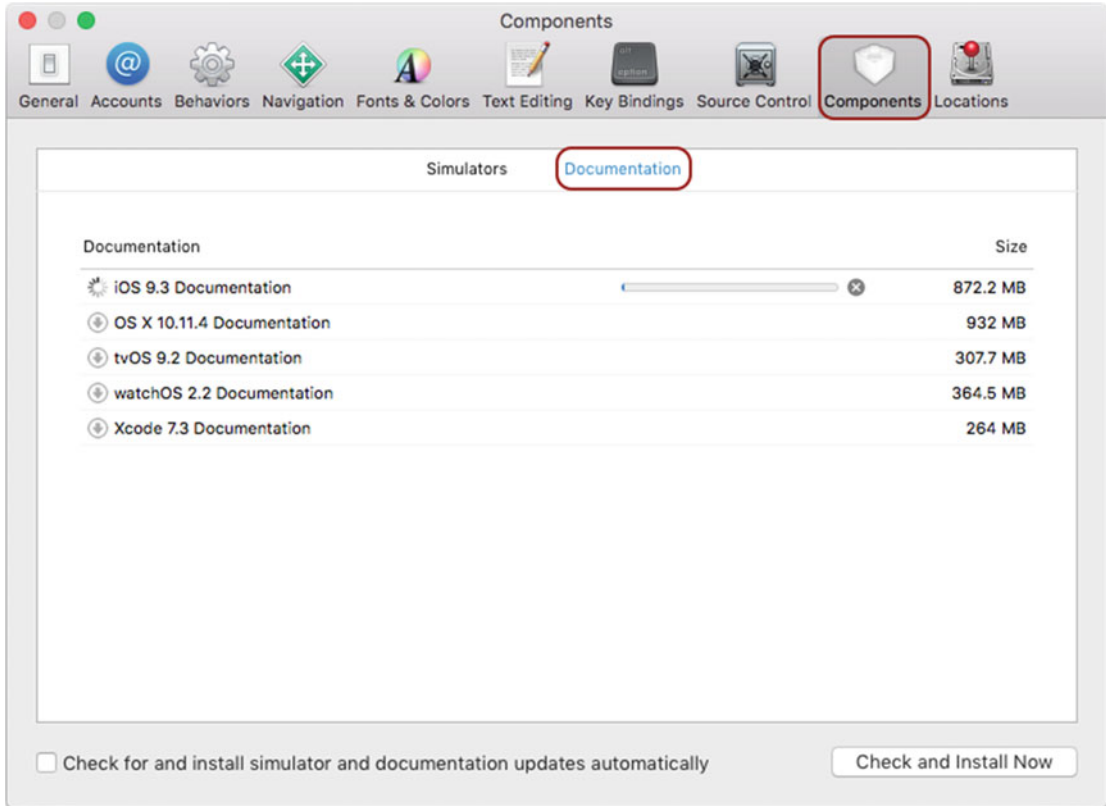 Components
General Accounts Behaviors Navigation Fonts & Colors Text Editing Key Bindings Source Control Components Locations
Simulators Documentation
Documentation Size
iOS 9.3 Documentation 872.2 MB
OS X 10.11.4 Documentation 932 MB
tvOS 9.2 Documentation 307.7 MB
watchOS 2.2 Documentation 364.5 MB
Xcode 7.3 Documentation 264 MB
Check for and install simulator and documentation updates automatically Check and Install Now